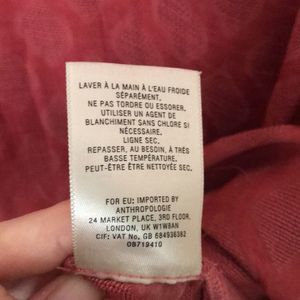 LAVER À LA MAIN À L'EAU FROIDE
SÉPARÉMENT.
NE PAS TORDRE OU ESSORER.
UTILISER UN AGENT DE
BLANCHIMENT SANS CHLORE SI
NÉCESSAIRE.
LIGNE SEC.
REPASSER, AU BESOIN, À TRÈS
BASSE TEMPÉRATURE.
PEUT-ÊTRE ÊTRE NETTOYÉE SEC.
FOR EU: IMPORTED BY
ANTHROPOLOGIE
24 MARKET PLACE, 3RD FLOOR,
LONDON, UK W1W8AN
CIF: VAT No. GB 684936382
08719410